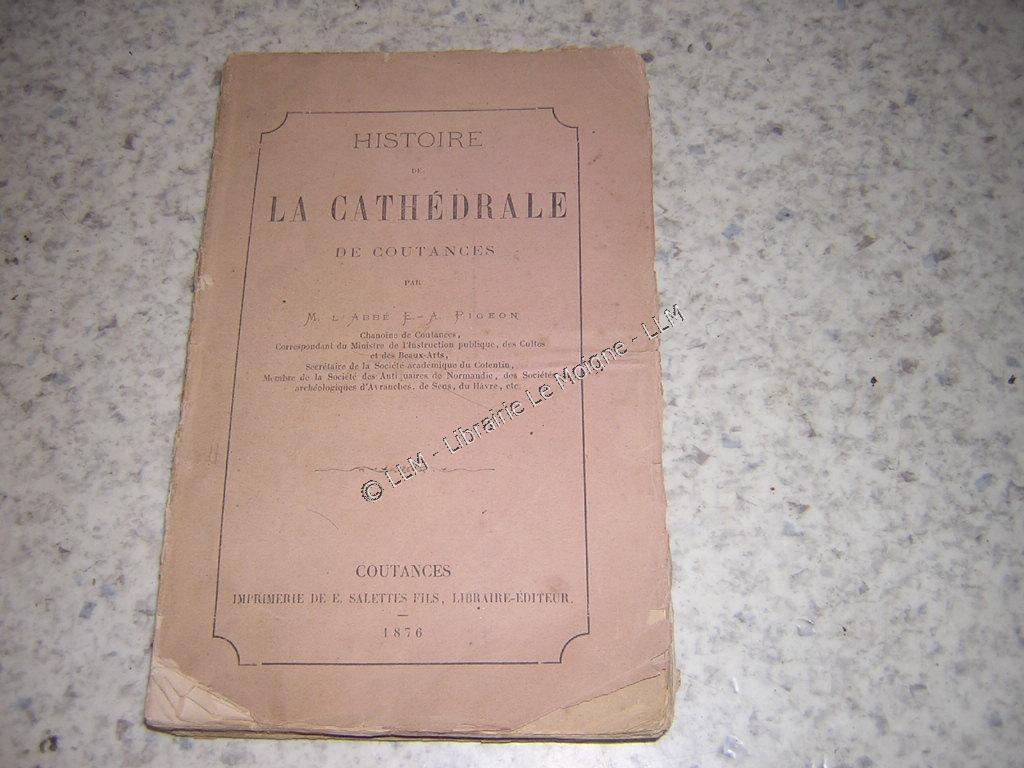 HISTOIRE
DE
LA CATHÉDRALE
DE COUTANCES
PAR
M. L'ABBÉ E.-A. PIGEON
Chanoine de Coutances,
Correspondant du Ministre de l'Instruction publique, des Cultes
et des Beaux-Arts,
Secrétaire de la Société académique du Cotentin,
Membre de la Société des Antiquaires de Normandie, des Sociétés
archéologiques d'Avranches, de Sens, du Hâvre, etc.
© LLM - Librairie Le Moigne - LLM
COUTANCES
IMPRIMERIE DE E. SALETTES FILS, LIBRAIRE-ÉDITEUR.
1876